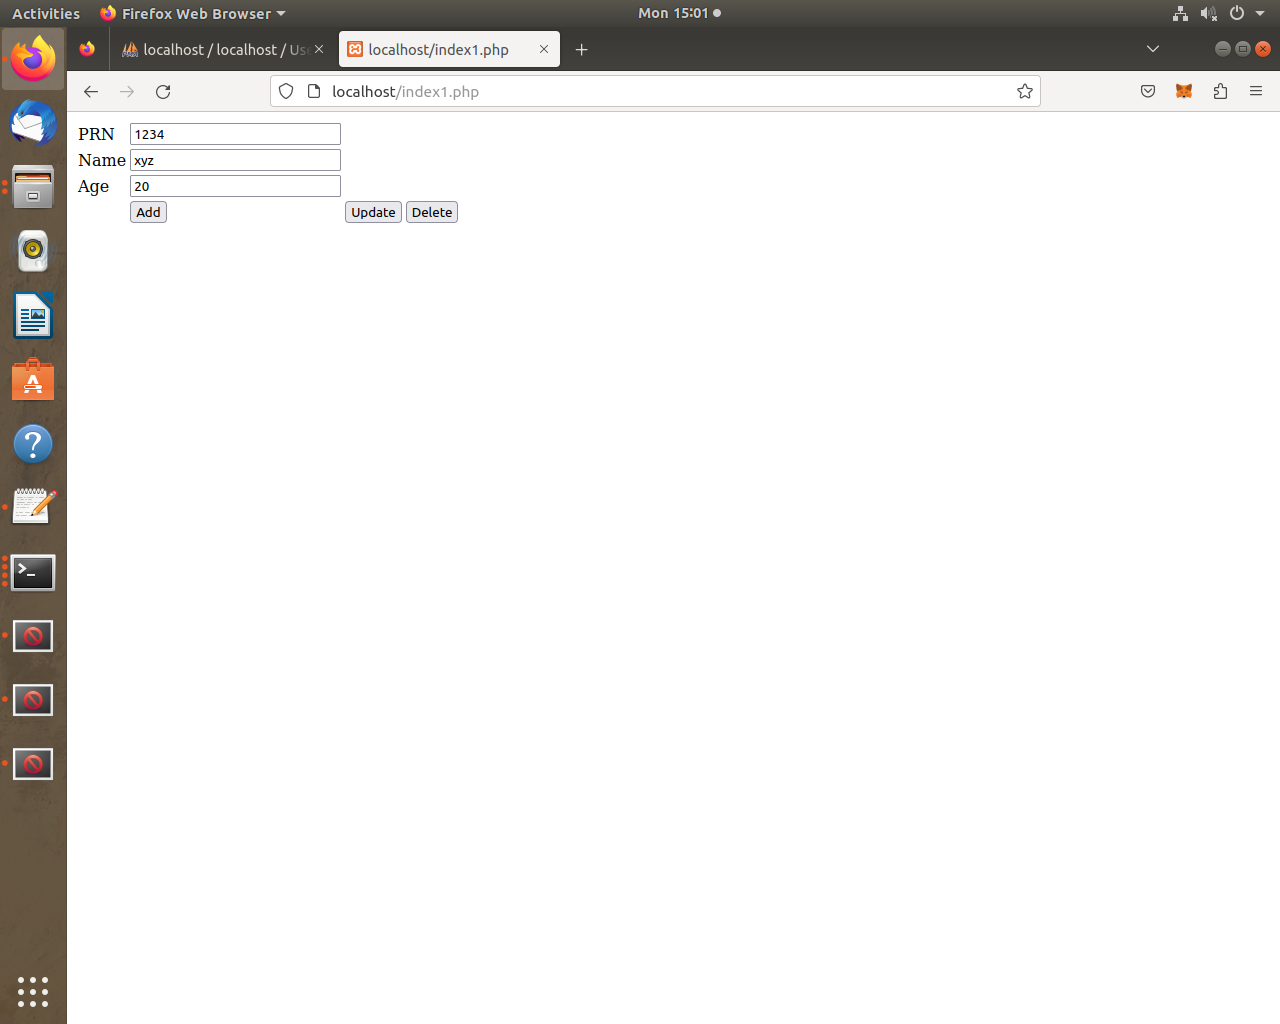 Activities Firefox Web Browser Mon 15:01
localhost / localhost / Use localhost/index1.php
localhost/index1.php
PRN 1234
Name xyz
Age 20
Add Update Delete